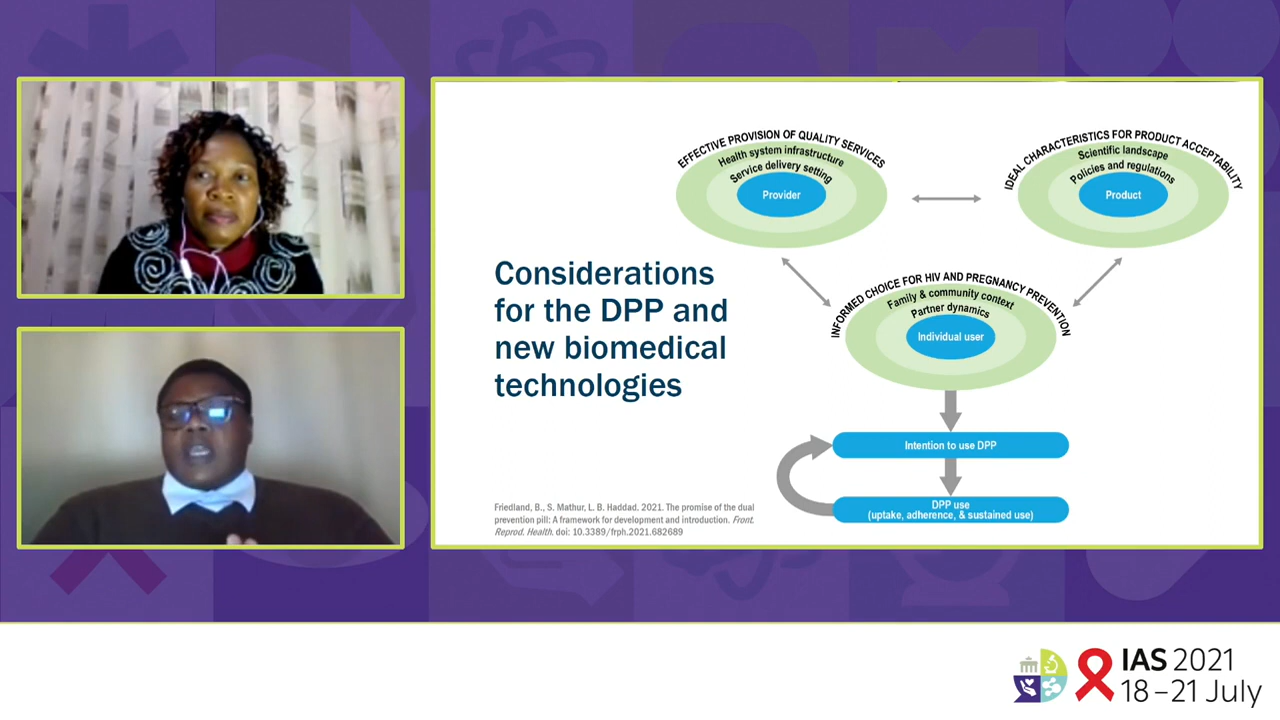 EFFECTIVE PROVISION OF QUALITY SERVICES
Health system infrastructure
Service delivery setting
Provider
IDEAL CHARACTERISTICS FOR PRODUCT ACCEPTABILITY
Scientific landscape
Policies and regulations
Product
Considerations
for the DPP and
new biomedical
technologies
INFORMED CHOICE FOR HIV AND PREGNANCY PREVENTION
Family & community context
Partner dynamics
Individual user
Intention to use DPP
DPP use
(uptake, adherence, & sustained use)
Friedland, B., S. Mathur, L. B. Haddad. 2021. The promise of the dual
prevention pill: A framework for development and introduction. Front.
Reprod. Health. doi: 10.3389/frph.2021.682689
IAS 2021
18–21 July